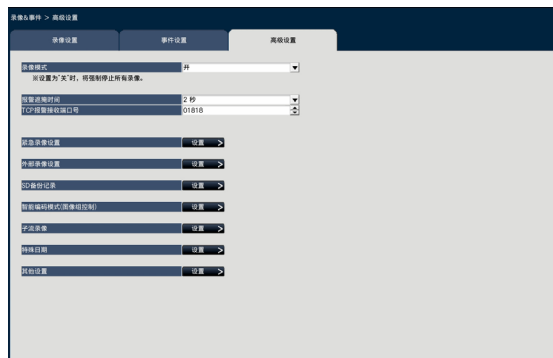 录像&事件 > 高级设置
录像设置 事件设置 高级设置
录像模式 开
※设置为"关"时，将强制停止所有录像。
报警遮掩时间 2 秒
TCP报警接收端口号 01818
紧急录像设置 设置 >
外部录像设置 设置 >
SD备份记录 设置 >
智能编码模式(图像组控制) 设置 >
子流录像 设置 >
特殊日期 设置 >
其他设置 设置 >